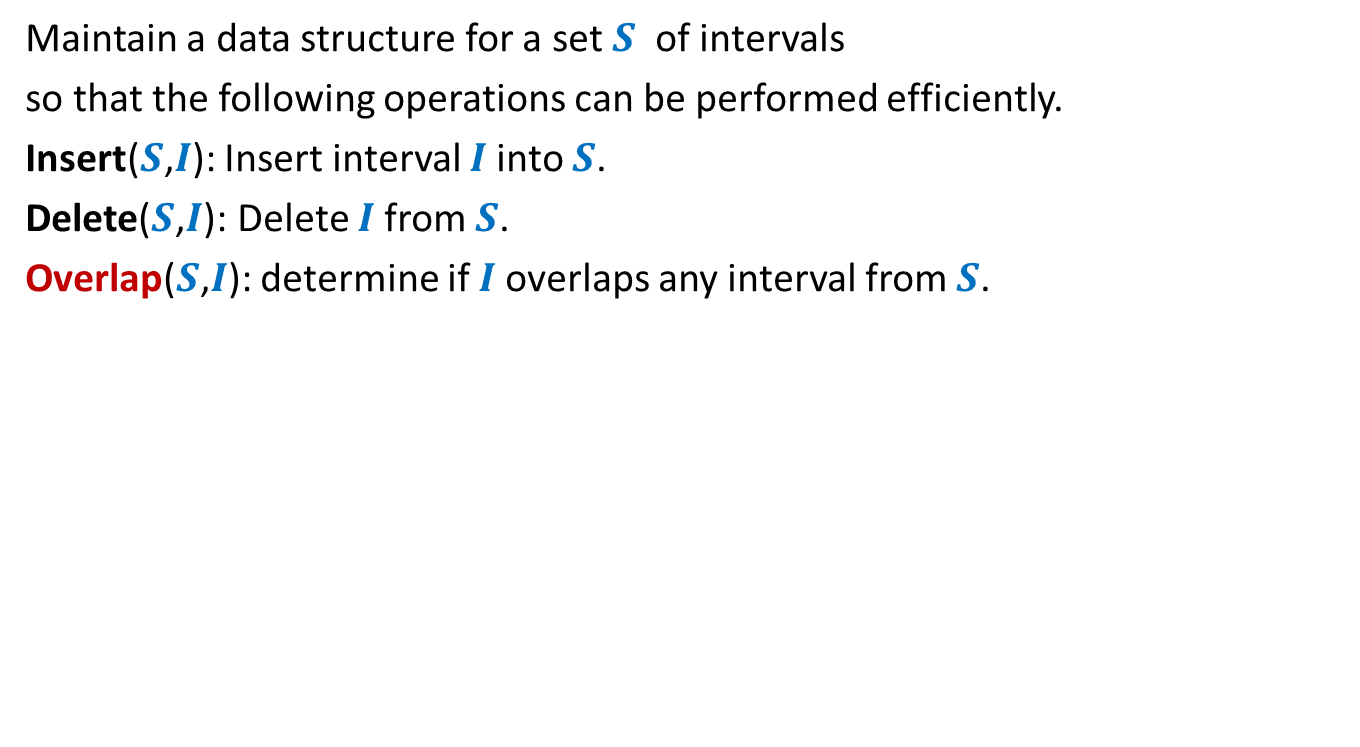 Maintain a data structure for a set S of intervals
so that the following operations can be performed efficiently.
Insert(S,I): Insert interval I into S.
Delete(S,I): Delete I from S.
Overlap(S,I): determine if I overlaps any interval from S.